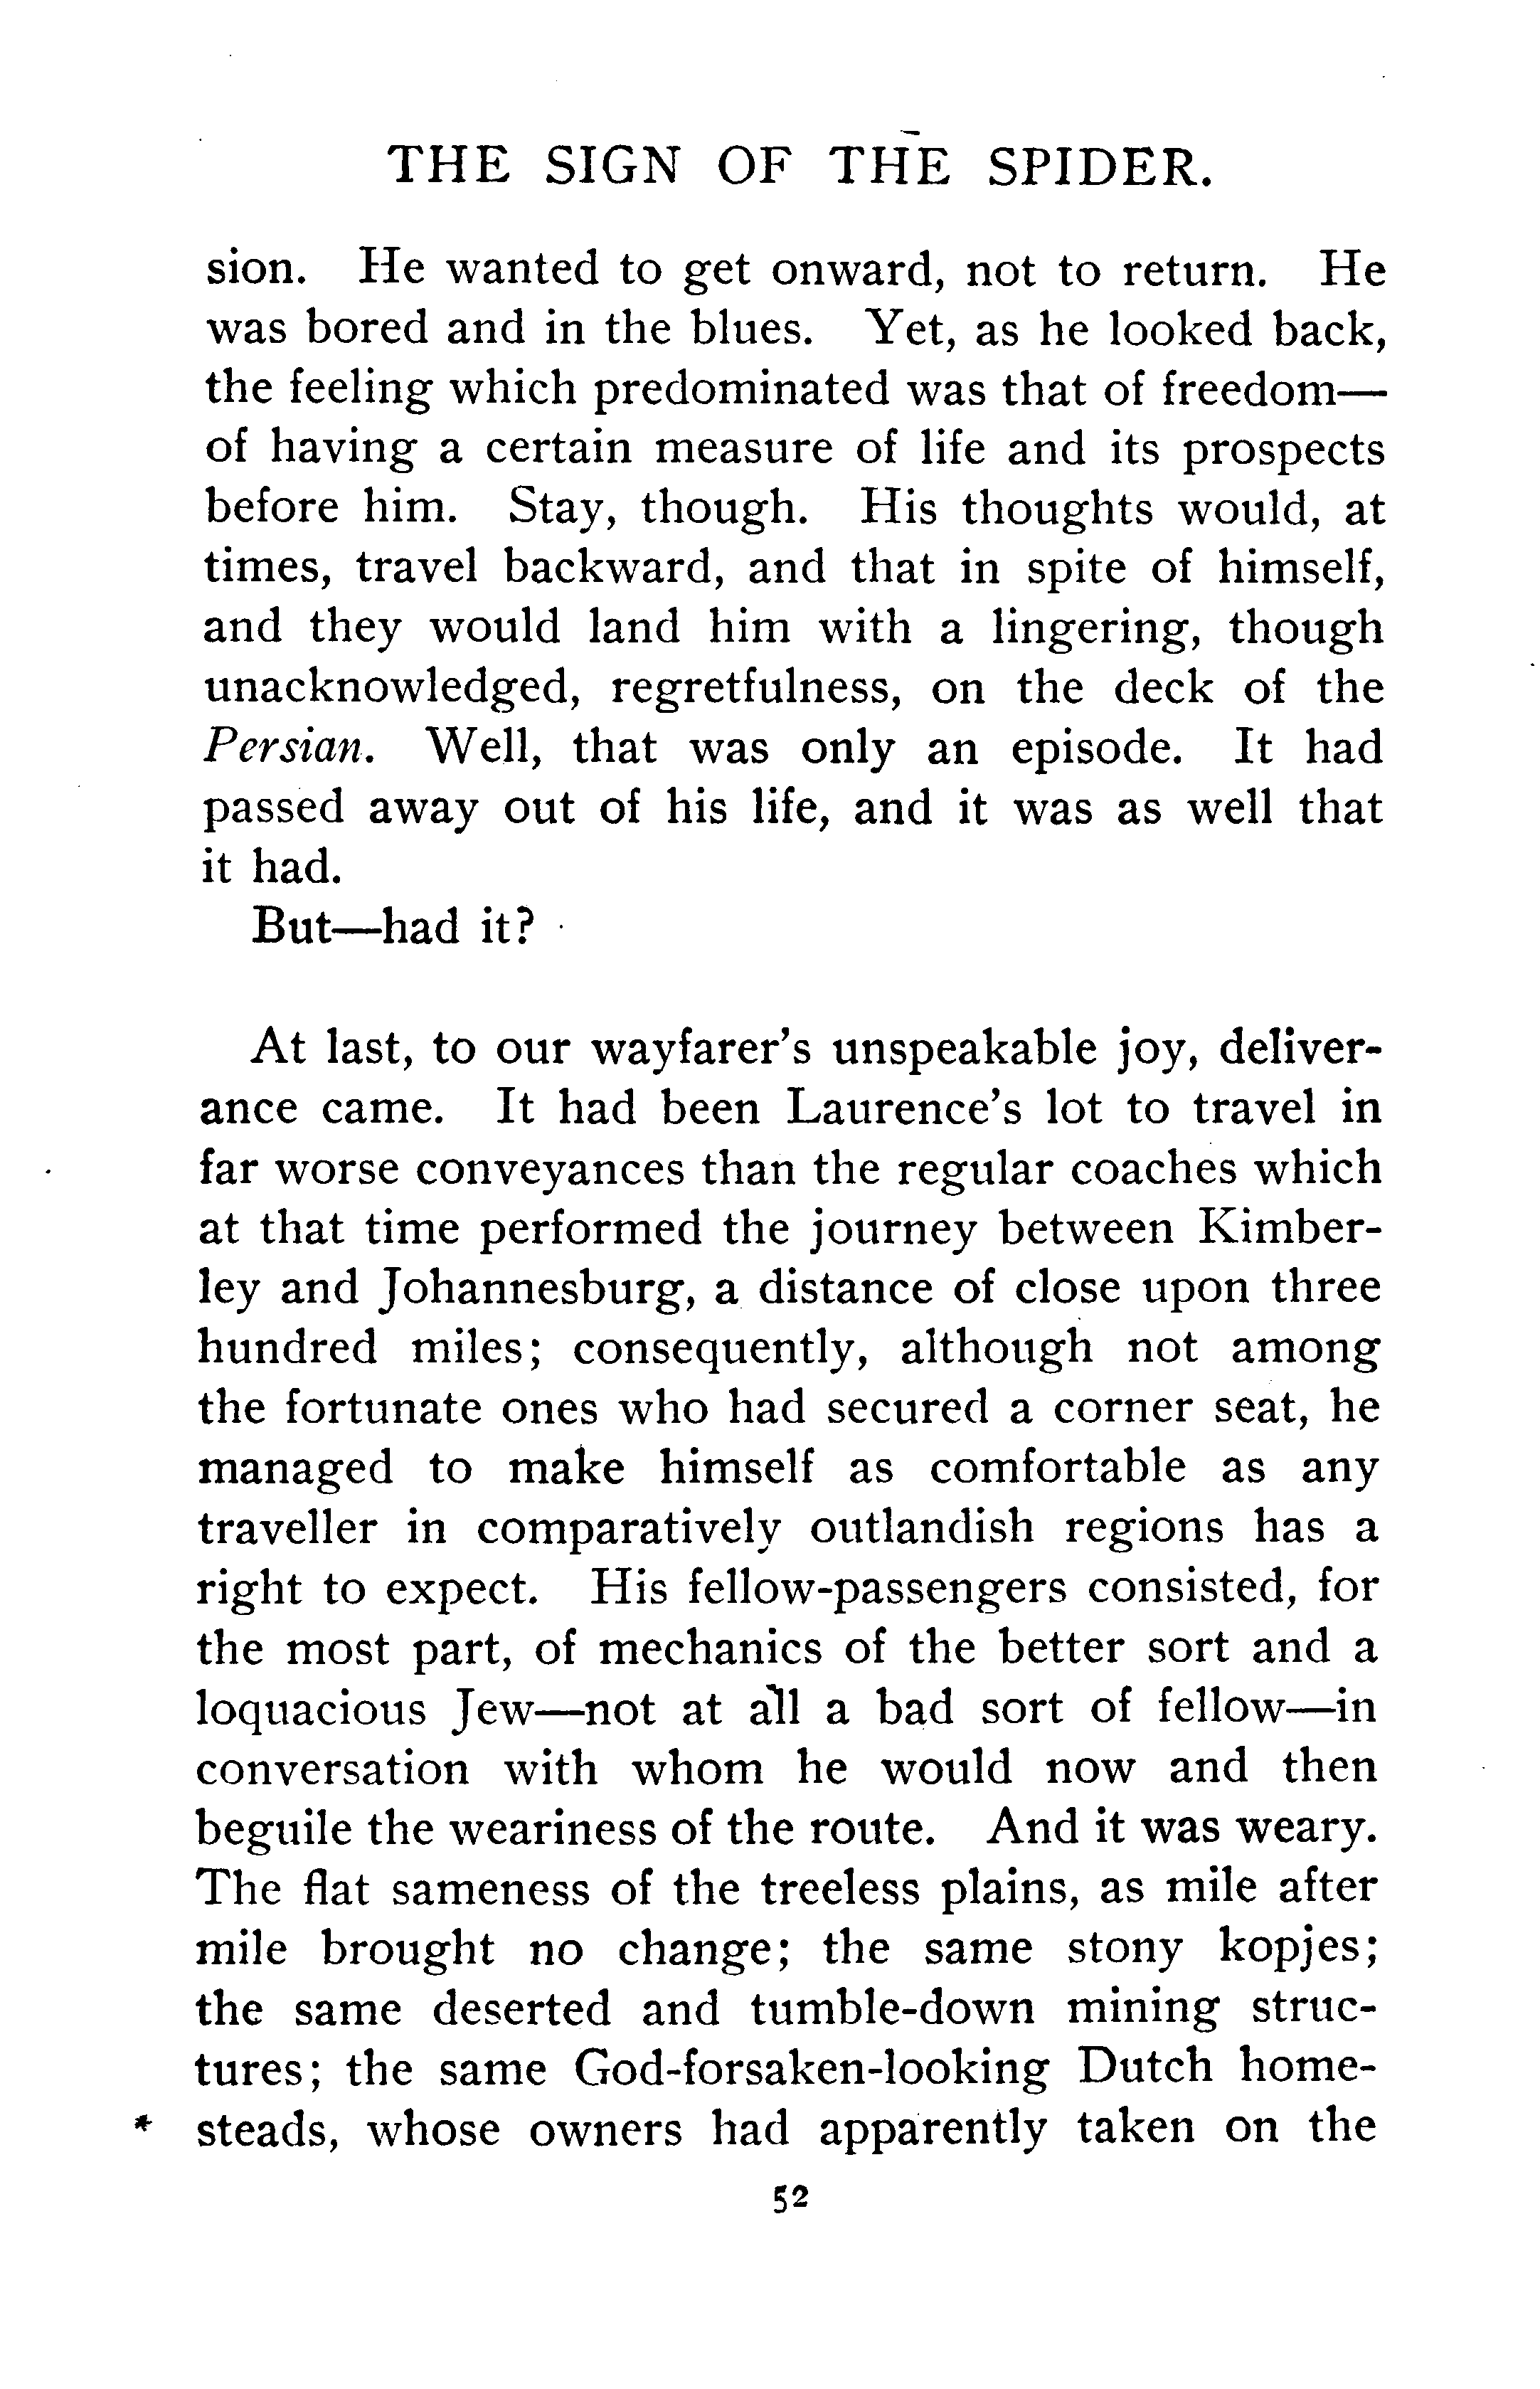 THE SIGN OF THE SPIDER.
sion. He wanted to get onward, not to return. He
was bored and in the blues. Yet, as he looked back,
the feeling which predominated was that of freedom—
of having a certain measure of life and its prospects
before him. Stay, though. His thoughts would, at
times, travel backward, and that in spite of himself,
and they would land him with a lingering, though
unacknowledged, regretfulness, on the deck of the
Persian. Well, that was only an episode. It had
passed away out of his life, and it was as well that
it had.
But—had it?
At last, to our wayfarer's unspeakable joy, deliver-
ance came. It had been Laurence's lot to travel in
far worse conveyances than the regular coaches which
at that time performed the journey between Kimber-
ley and Johannesburg, a distance of close upon three
hundred miles; consequently, although not among
the fortunate ones who had secured a corner seat, he
managed to make himself as comfortable as any
traveller in comparatively outlandish regions has a
right to expect. His fellow-passengers consisted, for
the most part, of mechanics of the better sort and a
loquacious Jew—not at all a bad sort of fellow—in
conversation with whom he would now and then
beguile the weariness of the route. And it was weary.
The flat sameness of the treeless plains, as mile after
mile brought no change; the same stony kopjes;
the same deserted and tumble-down mining struc-
tures; the same God-forsaken-looking Dutch home-
steads, whose owners had apparently taken on the
52